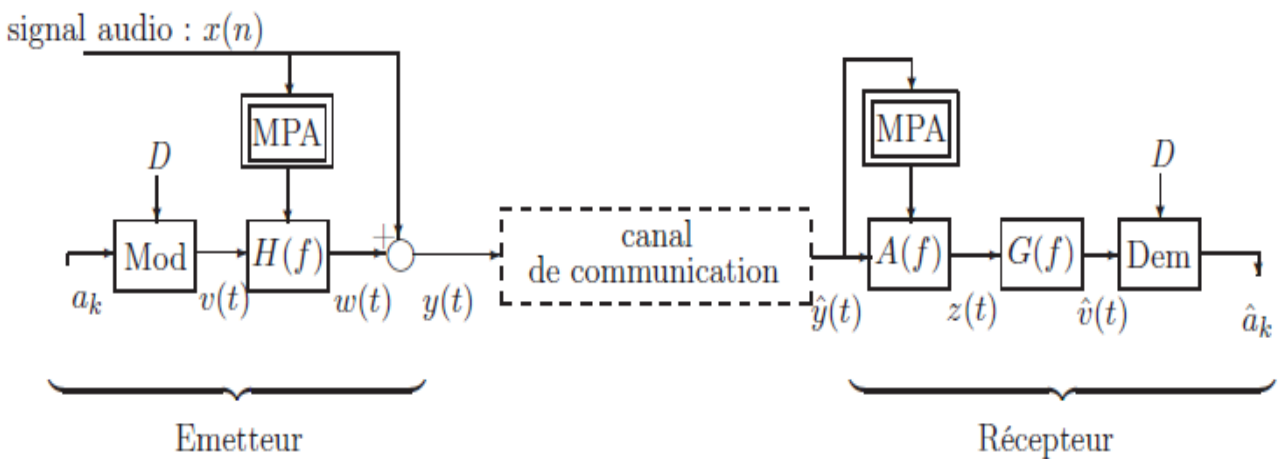 signal audio : x(n)
MPA
MPA
D
D
canal
de communication
Mod
H(f)
+
A(f)
G(f)
Dem
a_k
v(t)
w(t)
y(t)
ŷ(t)
z(t)
v̂(t)
â_k
Emetteur
Récepteur